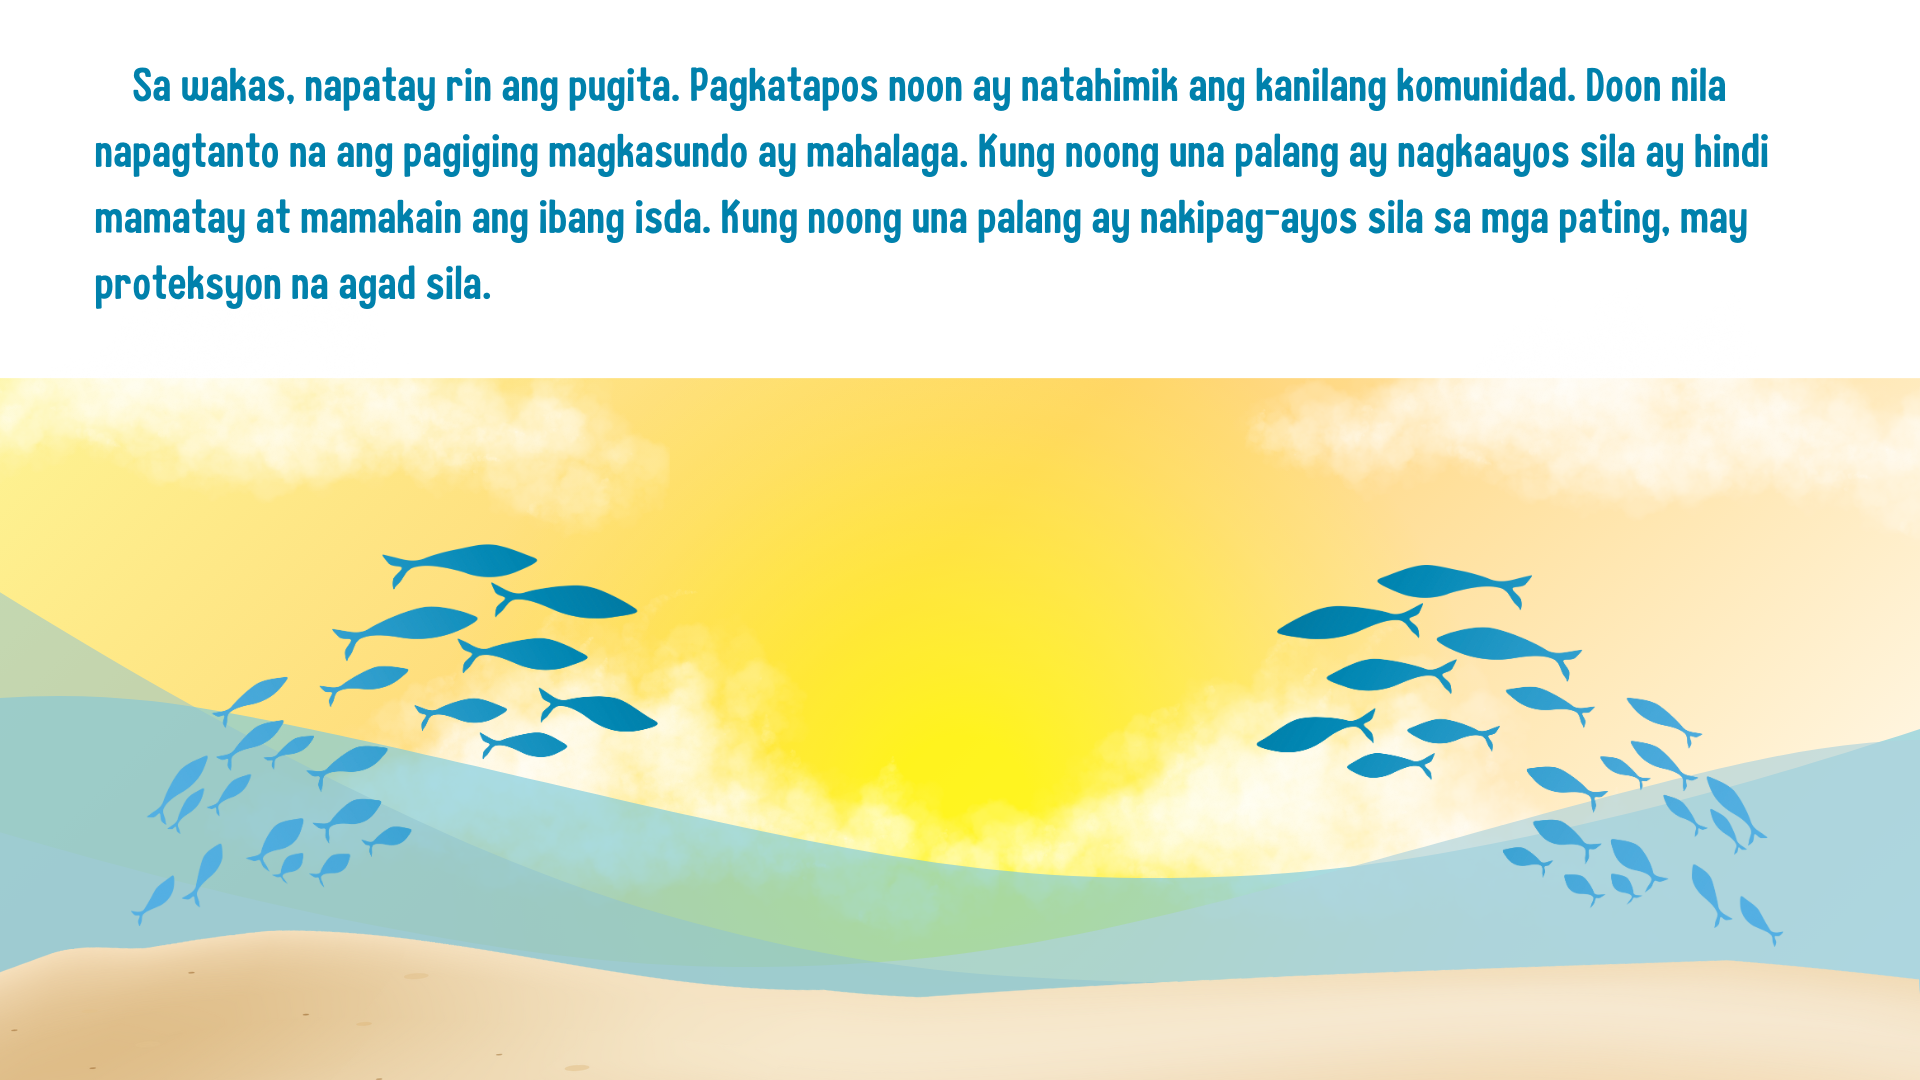 Sa wakas, napatay rin ang pugita. Pagkatapos noon ay natahimik ang kanilang komunidad. Doon nila
napagtanto na ang pagiging magkasundo ay mahalaga. Kung noong una palang ay nagkaayos sila ay hindi
mamatay at mamakain ang ibang isda. Kung noong una palang ay nakipag-ayos sila sa mga pating, may
proteksyon na agad sila.